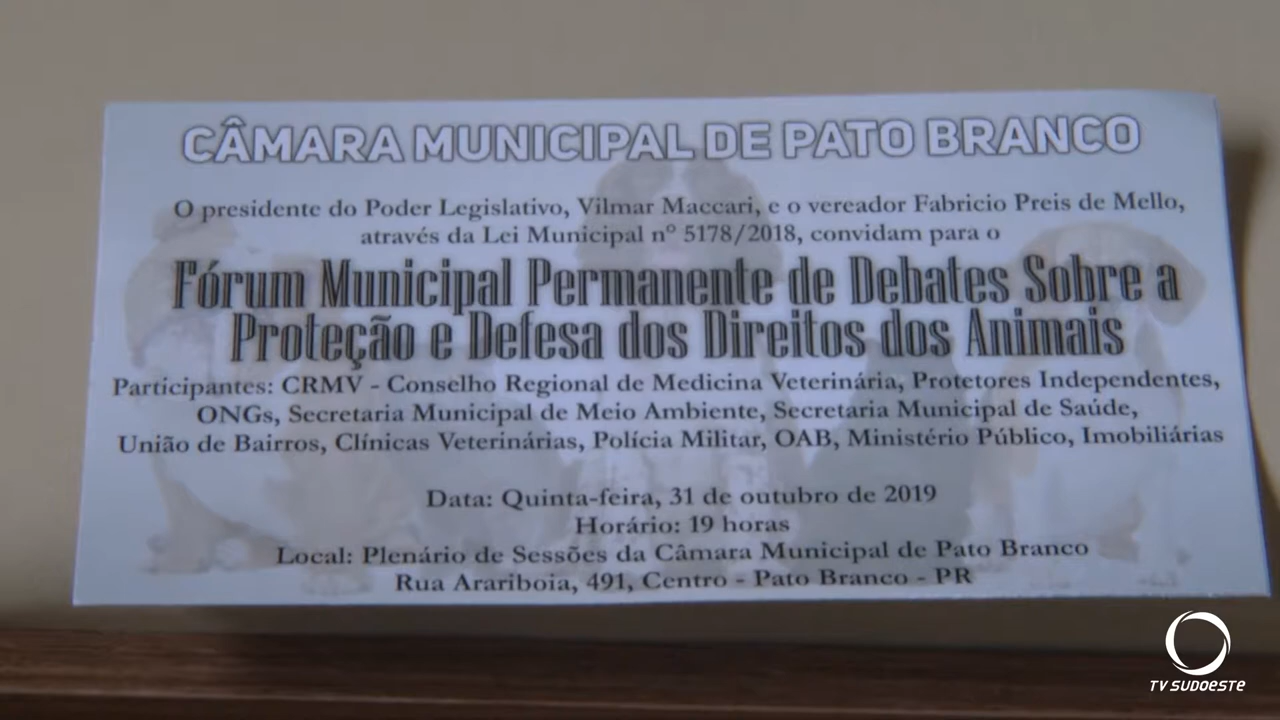 CÂMARA MUNICIPAL DE PATO BRANCO
O presidente do Poder Legislativo, Vilmar Maccari, e o vereador Fabricio Preis de Mello,
através da Lei Municipal nº 5178/2018, convidam para o
Fórum Municipal Permanente de Debates Sobre a
Proteção e Defesa dos Direitos dos Animais
Participantes: CRMV - Conselho Regional de Medicina Veterinária, Protetores Independentes,
ONGs, Secretaria Municipal de Meio Ambiente, Secretaria Municipal de Saúde,
União de Bairros, Clínicas Veterinárias, Polícia Militar, OAB, Ministério Público, Imobiliárias
Data: Quinta-feira, 31 de outubro de 2019
Horário: 19 horas
Local: Plenário de Sessões da Câmara Municipal de Pato Branco
Rua Arariboia, 491, Centro - Pato Branco - PR
TV SUDOESTE